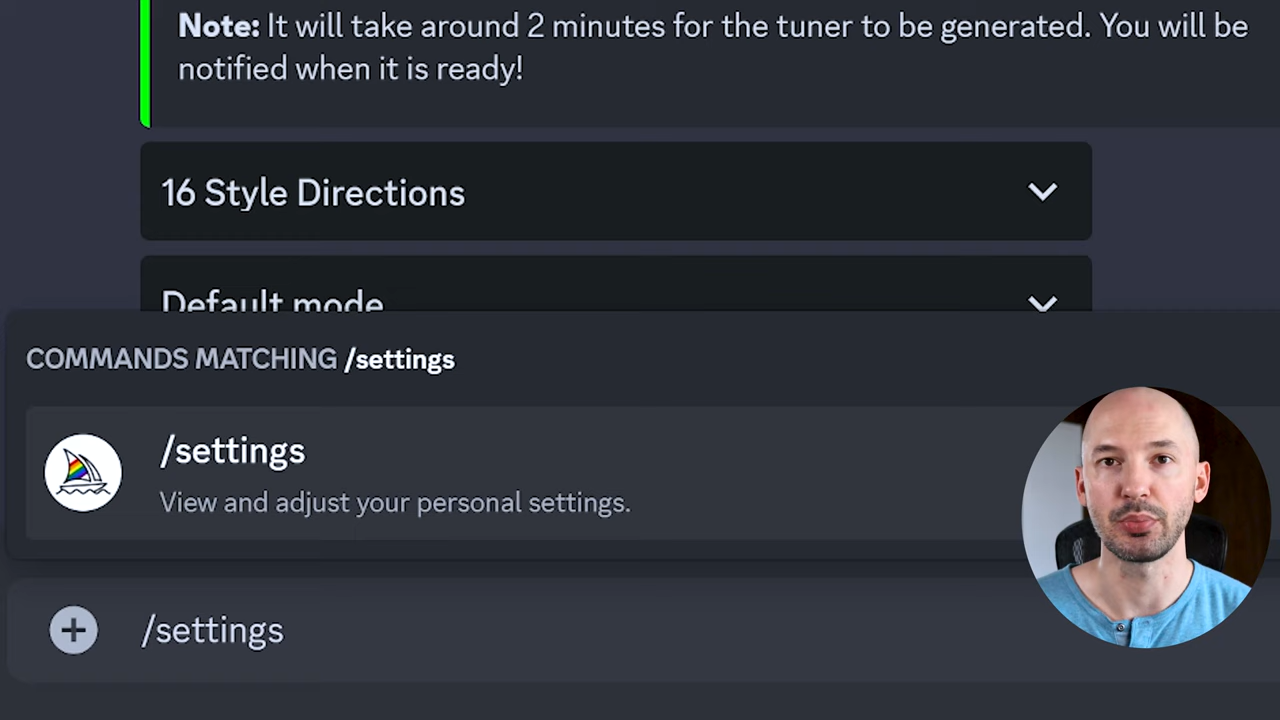 Note: It will take around 2 minutes for the tuner to be generated. You will be
notified when it is ready!
16 Style Directions
Default mode
COMMANDS MATCHING /settings
/settings
View and adjust your personal settings.
/settings